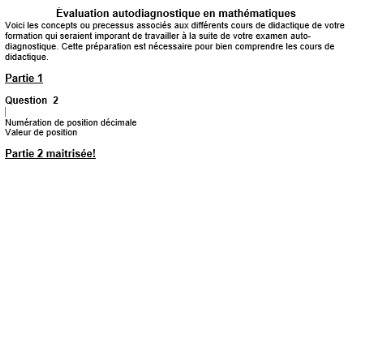 Évaluation autodiagnostique en mathématiques
Voici les concepts ou precessus associés aux différents cours de didactique de votre
formation qui seraient imporant de travailler à la suite de votre examen auto-
diagnostique. Cette préparation est nécessaire pour bien comprendre les cours de
didactique.
Partie 1
Question 2
Numération de position décimale
Valeur de position
Partie 2 maitrisée!